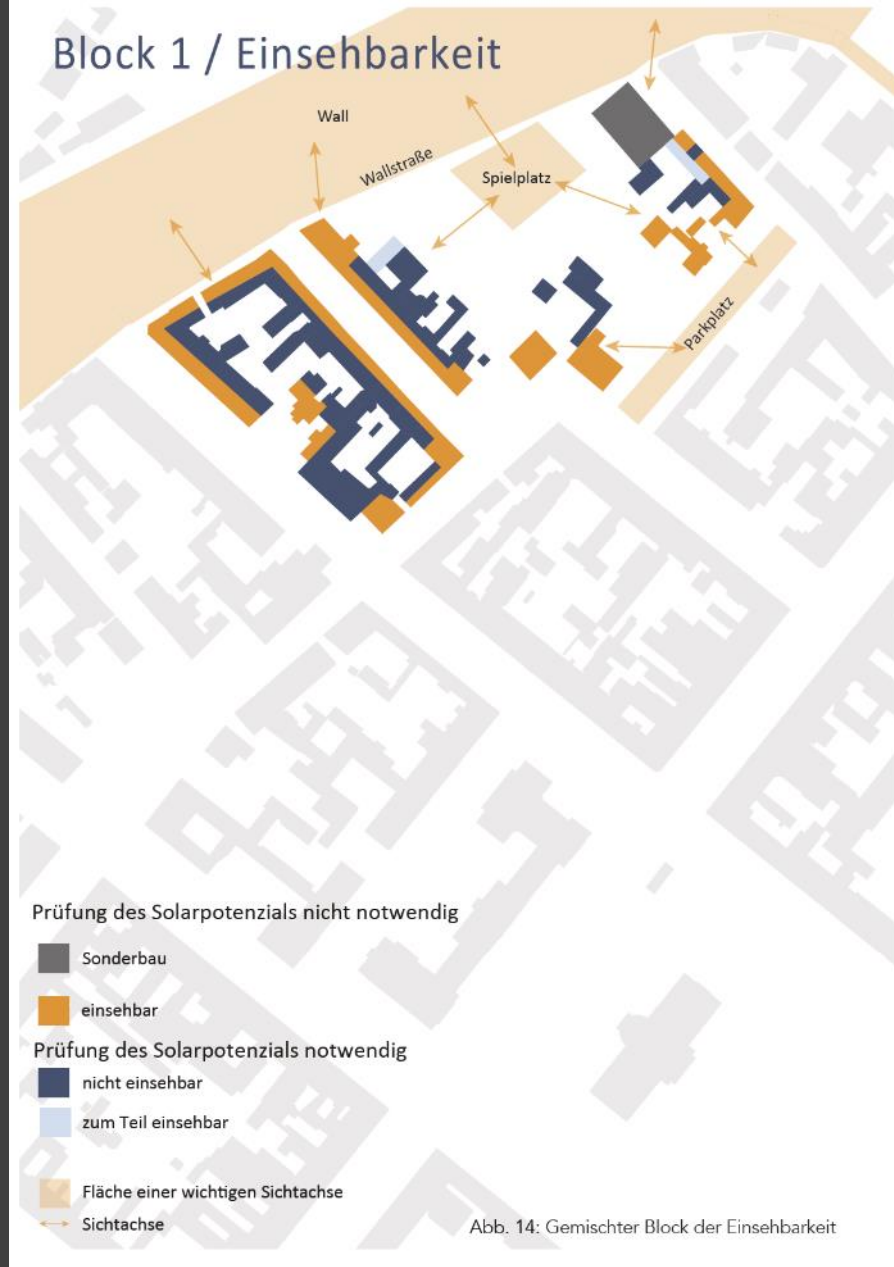 Block 1 / Einsehbarkeit
Wall
Wallstraße
Spielplatz
Parkplatz
Prüfung des Solarpotenzials nicht notwendig
Sonderbau
einsehbar
Prüfung des Solarpotenzials notwendig
nicht einsehbar
zum Teil einsehbar
Fläche einer wichtigen Sichtachse
Sichtachse
Abb. 14: Gemischter Block der Einsehbarkeit